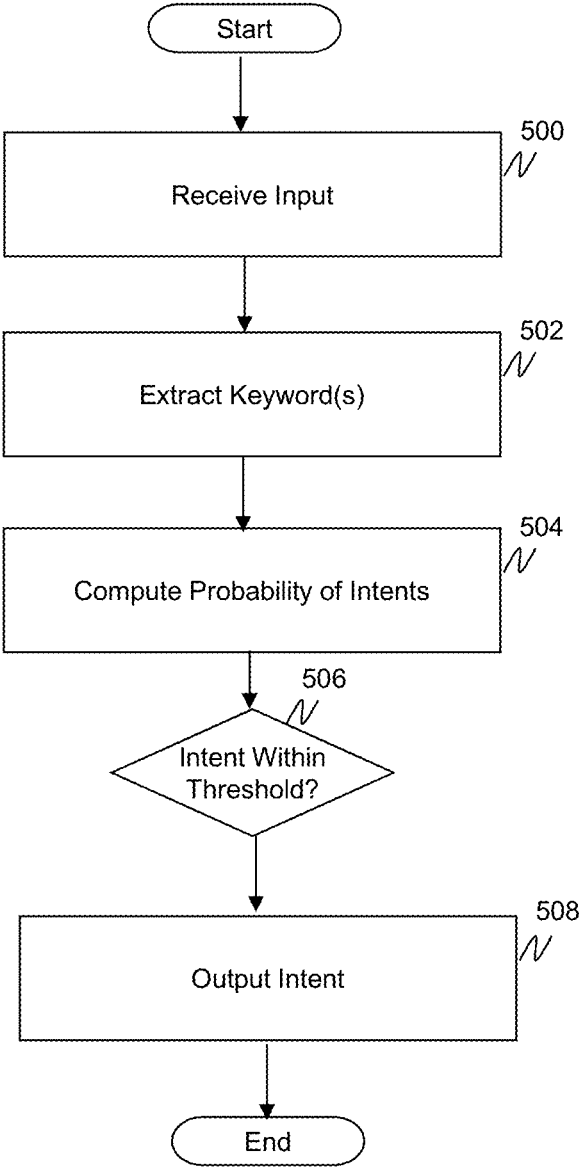 Start
500
Receive Input
502
Extract Keyword(s)
504
Compute Probability of Intents
506
Intent Within
Threshold?
508
Output Intent
End